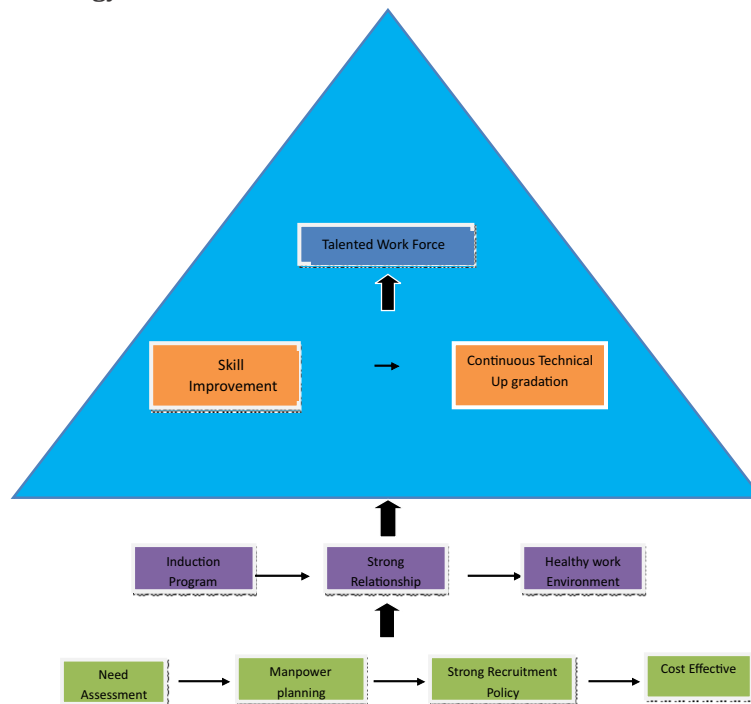 Talented Work Force
Skill
Improvement
Continuous Technical
Up gradation
Induction
Program
Strong
Relationship
Healthy work
Environment
Need
Assessment
Manpower
planning
Strong Recruitment
Policy
Cost Effective